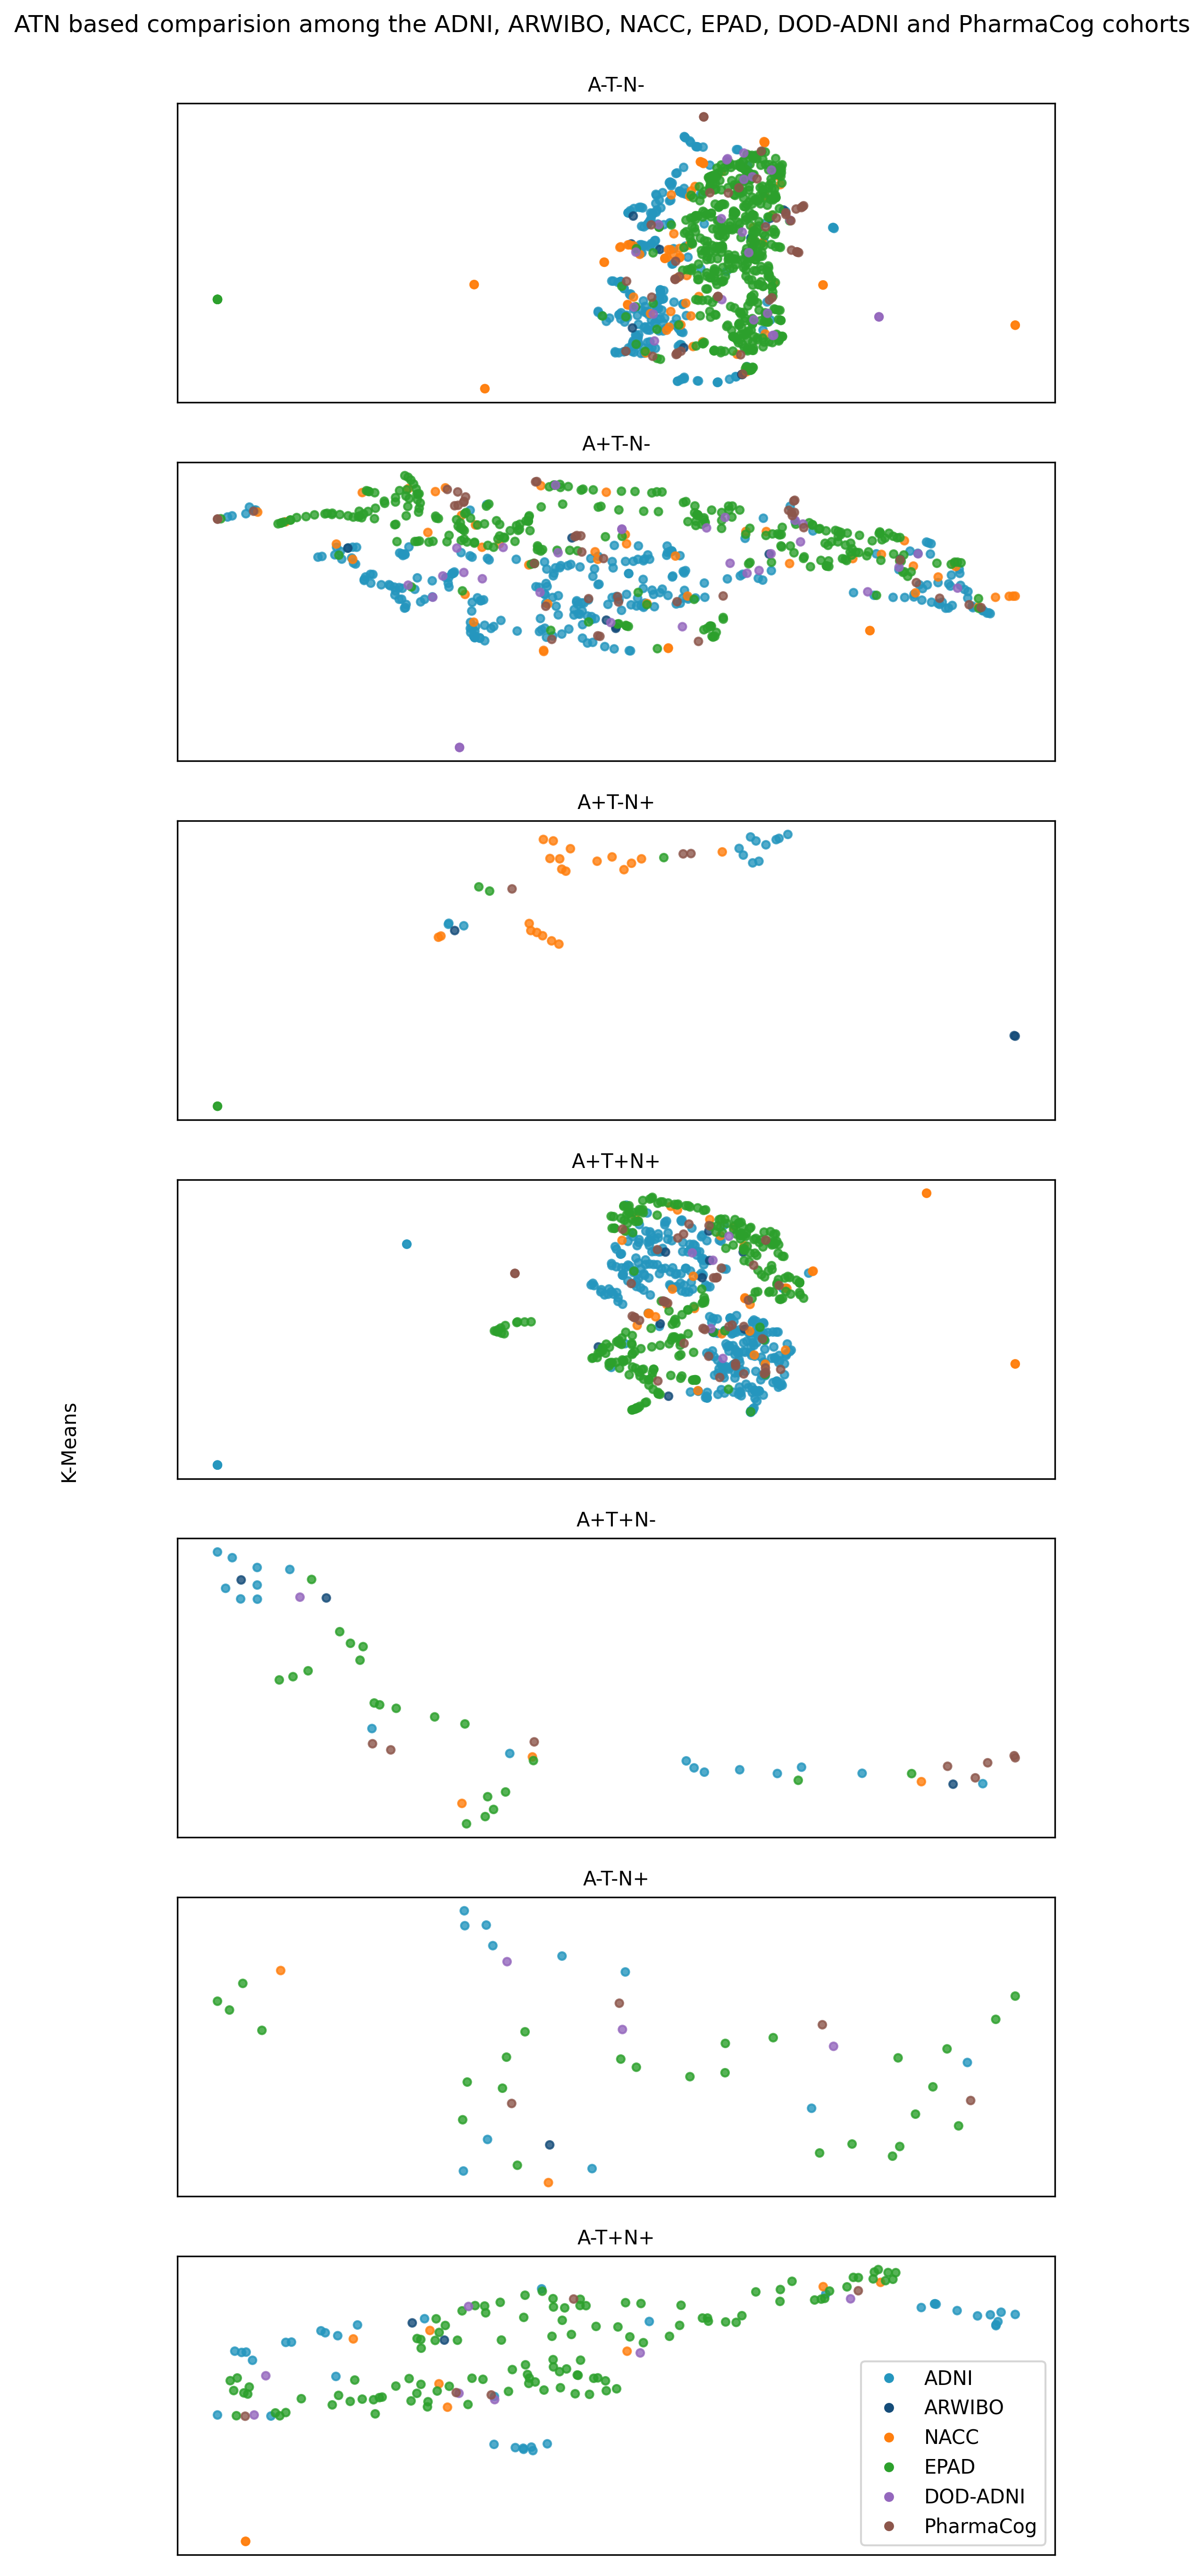 ATN based comparision among the ADNI, ARWIBO, NACC, EPAD, DOD-ADNI and PharmaCog cohorts
A-T-N-
A+T-N-
A+T-N+
A+T+N+
K-Means
A+T+N-
A-T-N+
A-T+N+
ADNI
ARWIBO
NACC
EPAD
DOD-ADNI
PharmaCog